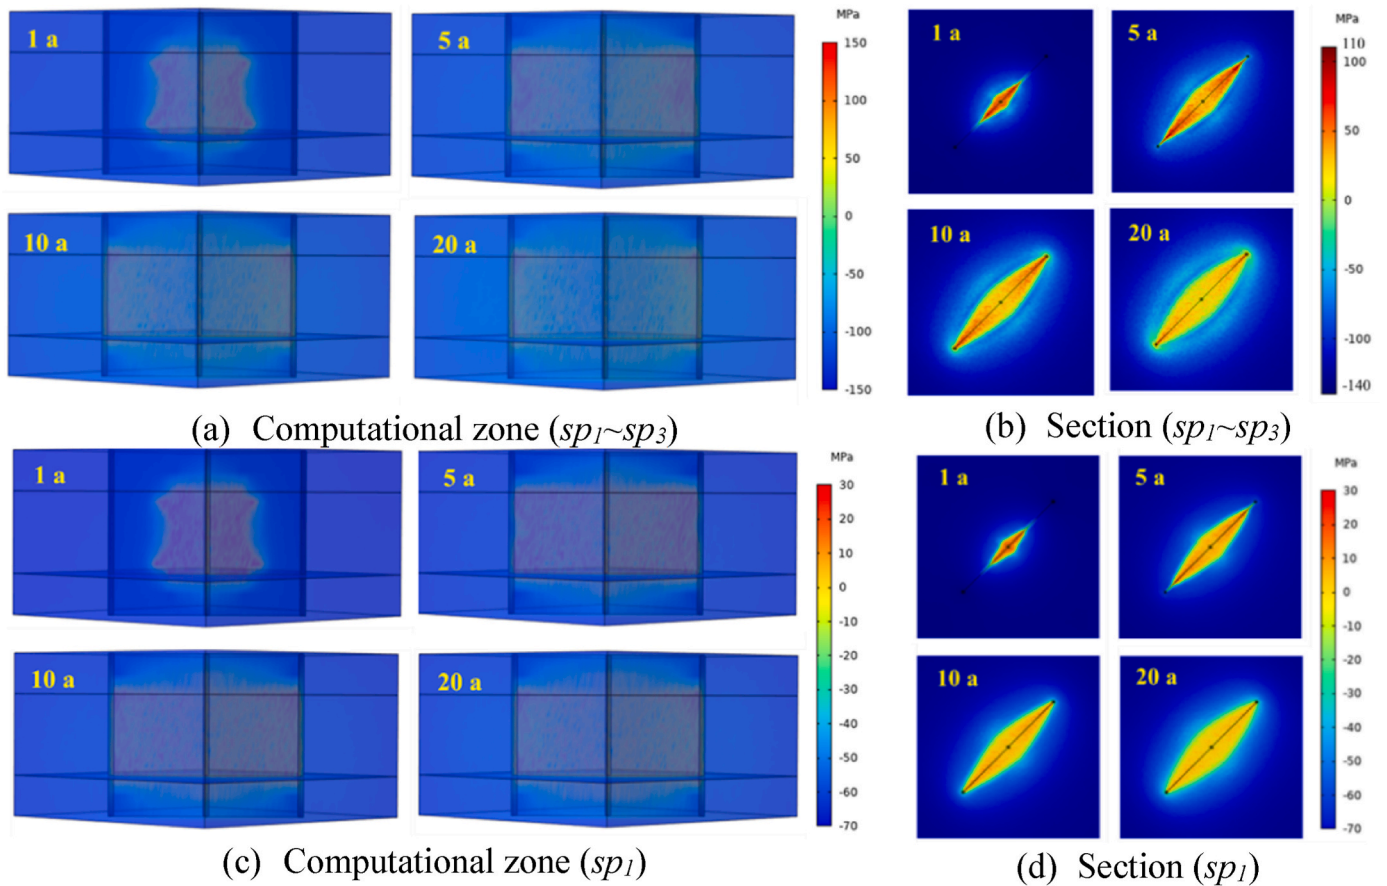 1 a
5 a
10 a
20 a
MPa
150
100
50
0
-50
-100
-150
1 a
5 a
10 a
20 a
MPa
110
100
50
0
-50
-100
-140
(a) Computational zone (sp1~sp3)
(b) Section (sp1~sp3)
1 a
5 a
10 a
20 a
MPa
30
20
10
0
-10
-20
-30
-40
-50
-60
-70
1 a
5 a
10 a
20 a
MPa
30
20
10
0
-10
-20
-30
-40
-50
-60
-70
(c) Computational zone (sp1)
(d) Section (sp1)